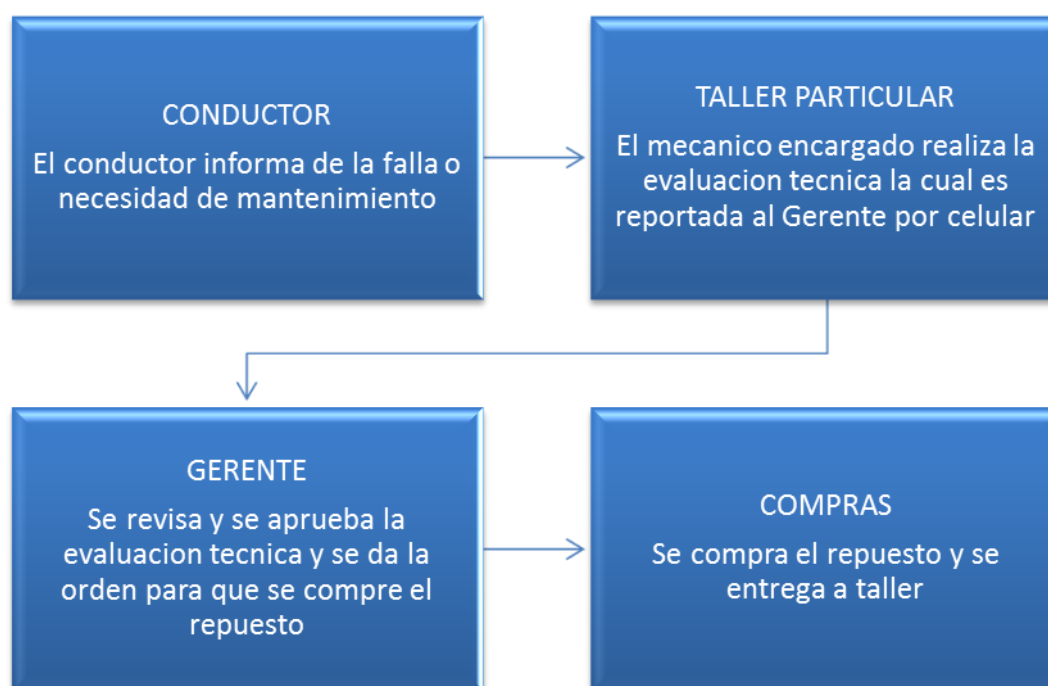 CONDUCTOR
El conductor informa de la falla o
necesidad de mantenimiento
TALLER PARTICULAR
El mecanico encargado realiza la
evaluacion tecnica la cual es
reportada al Gerente por celular
GERENTE
Se revisa y se aprueba la
evaluacion tecnica y se da la
orden para que se compre el
repuesto
COMPRAS
Se compra el repuesto y se
entrega a taller